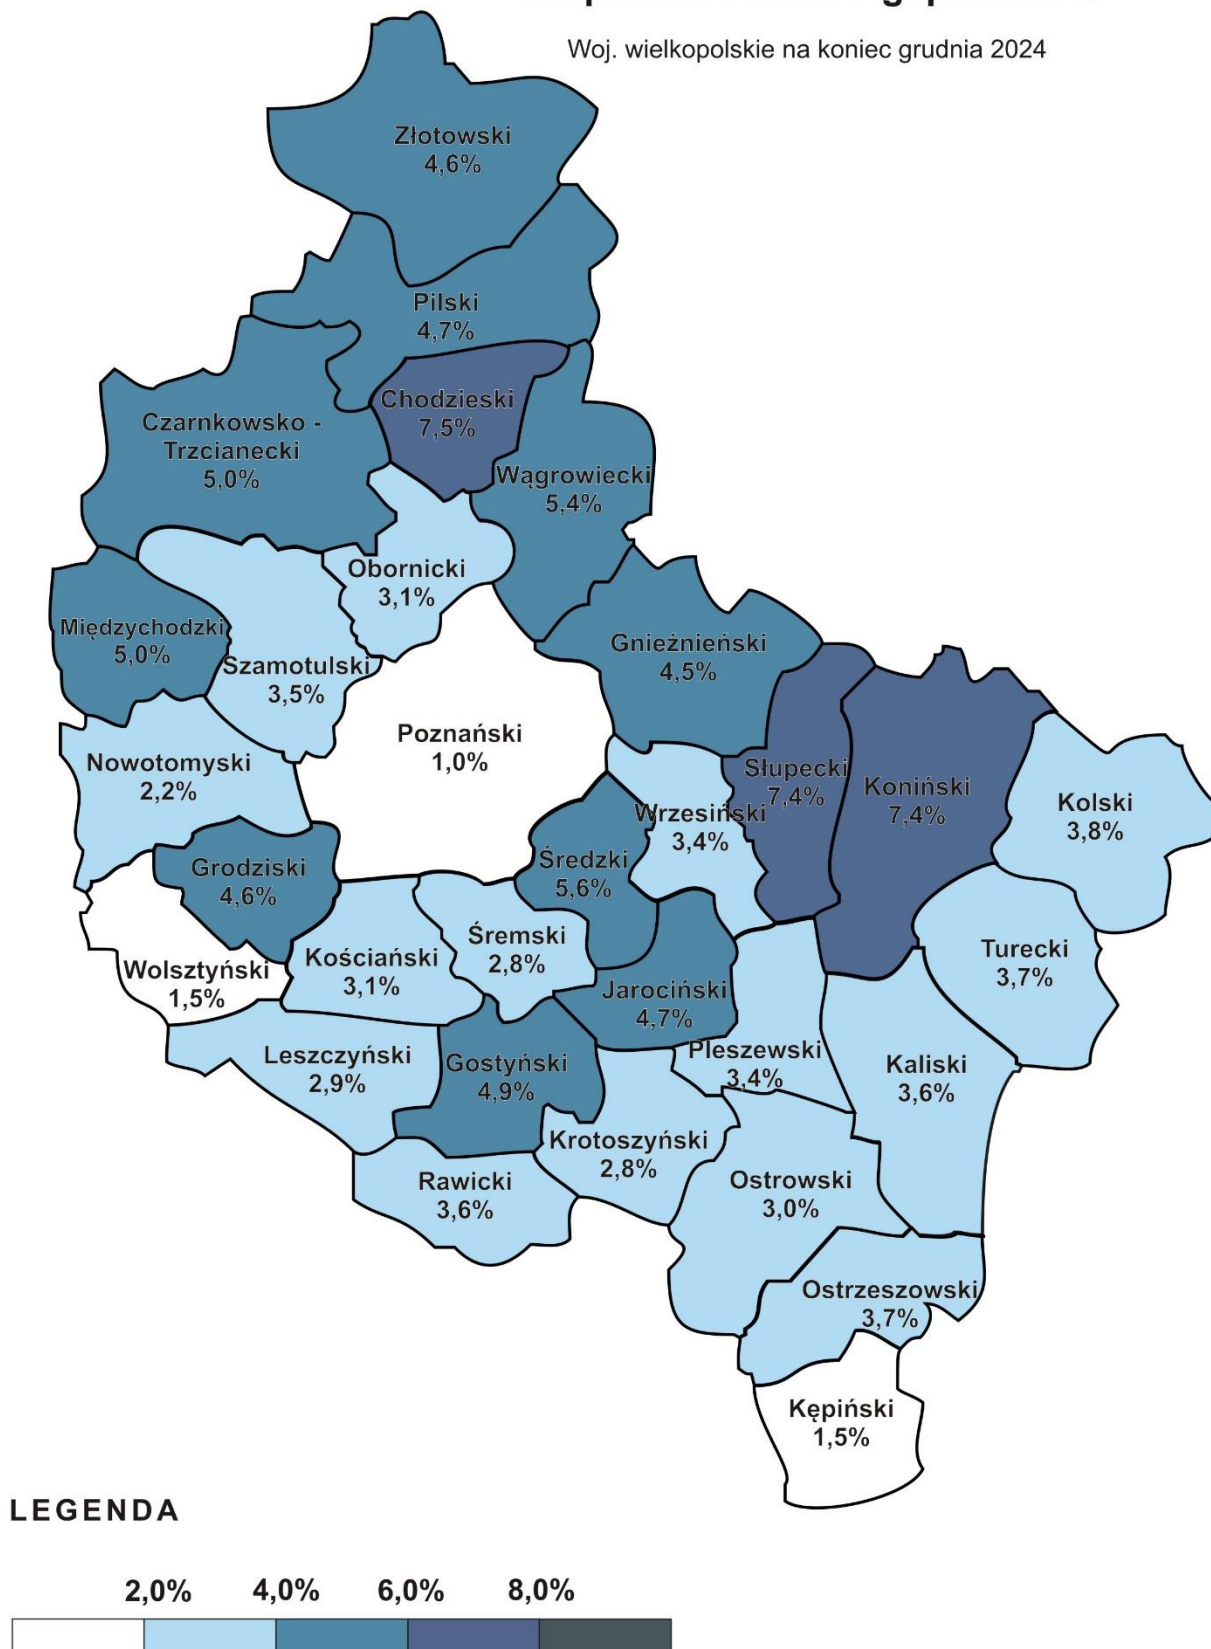 Woj. wielkopolskie na koniec grudnia 2024
Złotowski
4,6%
Pilski
4,7%
Chodzieski
7,5%
Czarnkowsko -
Trzcianecki
5,0%
Wągrowiecki
5,4%
Obornicki
3,1%
Międzychodzki
5,0%
Szamotulski
3,5%
Gnieźnieński
4,5%
Poznański
1,0%
Nowotomyski
2,2%
Słupecki
7,4%
Koniński
7,4%
Kolski
3,8%
Wrzesiński
3,4%
Grodziski
4,6%
Średzki
5,6%
Śremski
2,8%
Kościański
3,1%
Turecki
3,7%
Wolsztyński
1,5%
Jarociński
4,7%
Leszczyński
2,9%
Gostyński
4,9%
Pleszewski
3,4%
Kaliski
3,6%
Krotoszyński
2,8%
Rawicki
3,6%
Ostrowski
3,0%
Ostrzeszowski
3,7%
Kępiński
1,5%
LEGENDA
2,0% 4,0% 6,0% 8,0%